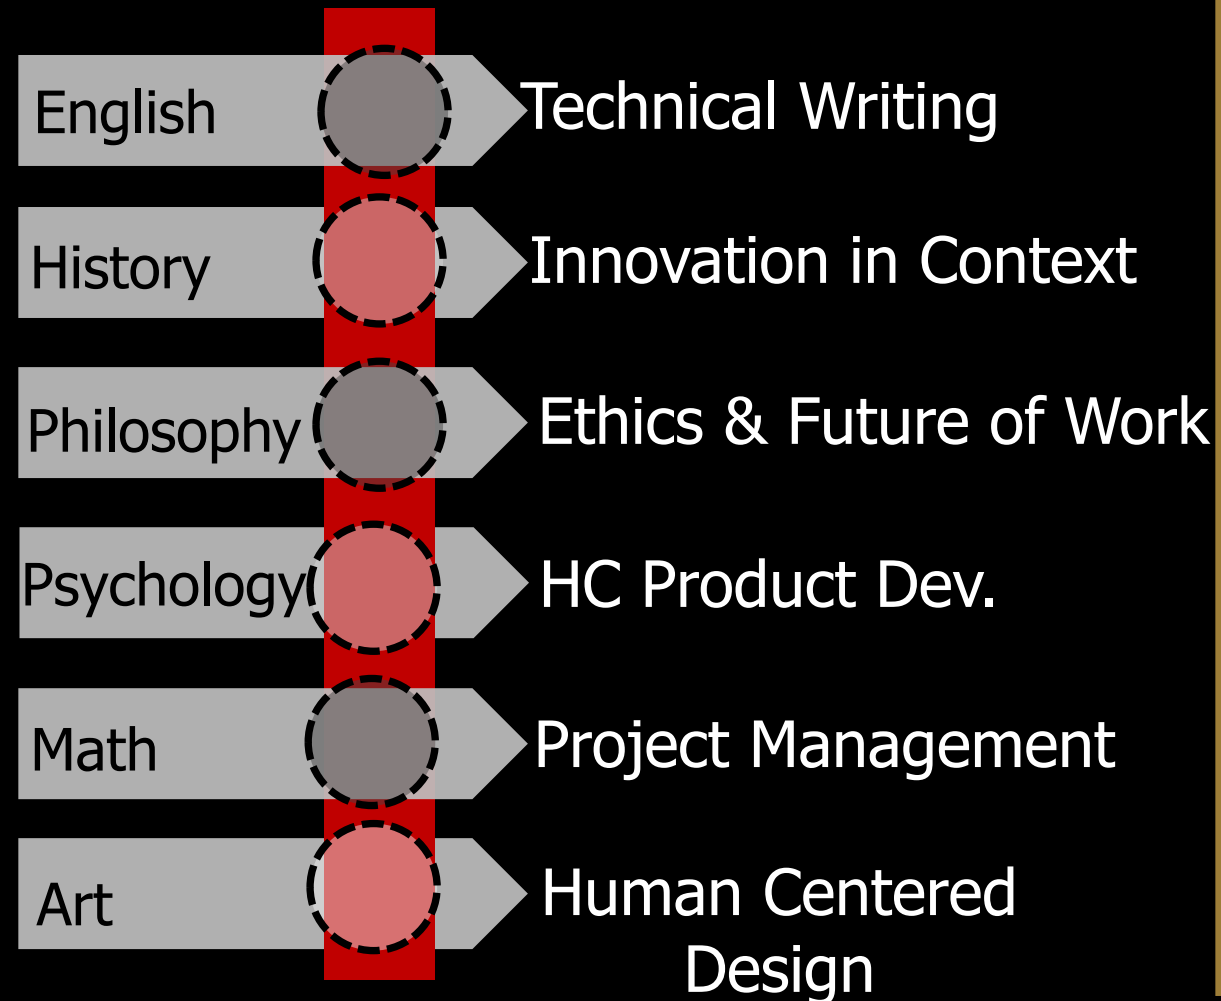 English
Technical Writing
History
Innovation in Context
Philosophy
Ethics & Future of Work
Psychology
HC Product Dev.
Math
Project Management
Art
Human Centered
Design